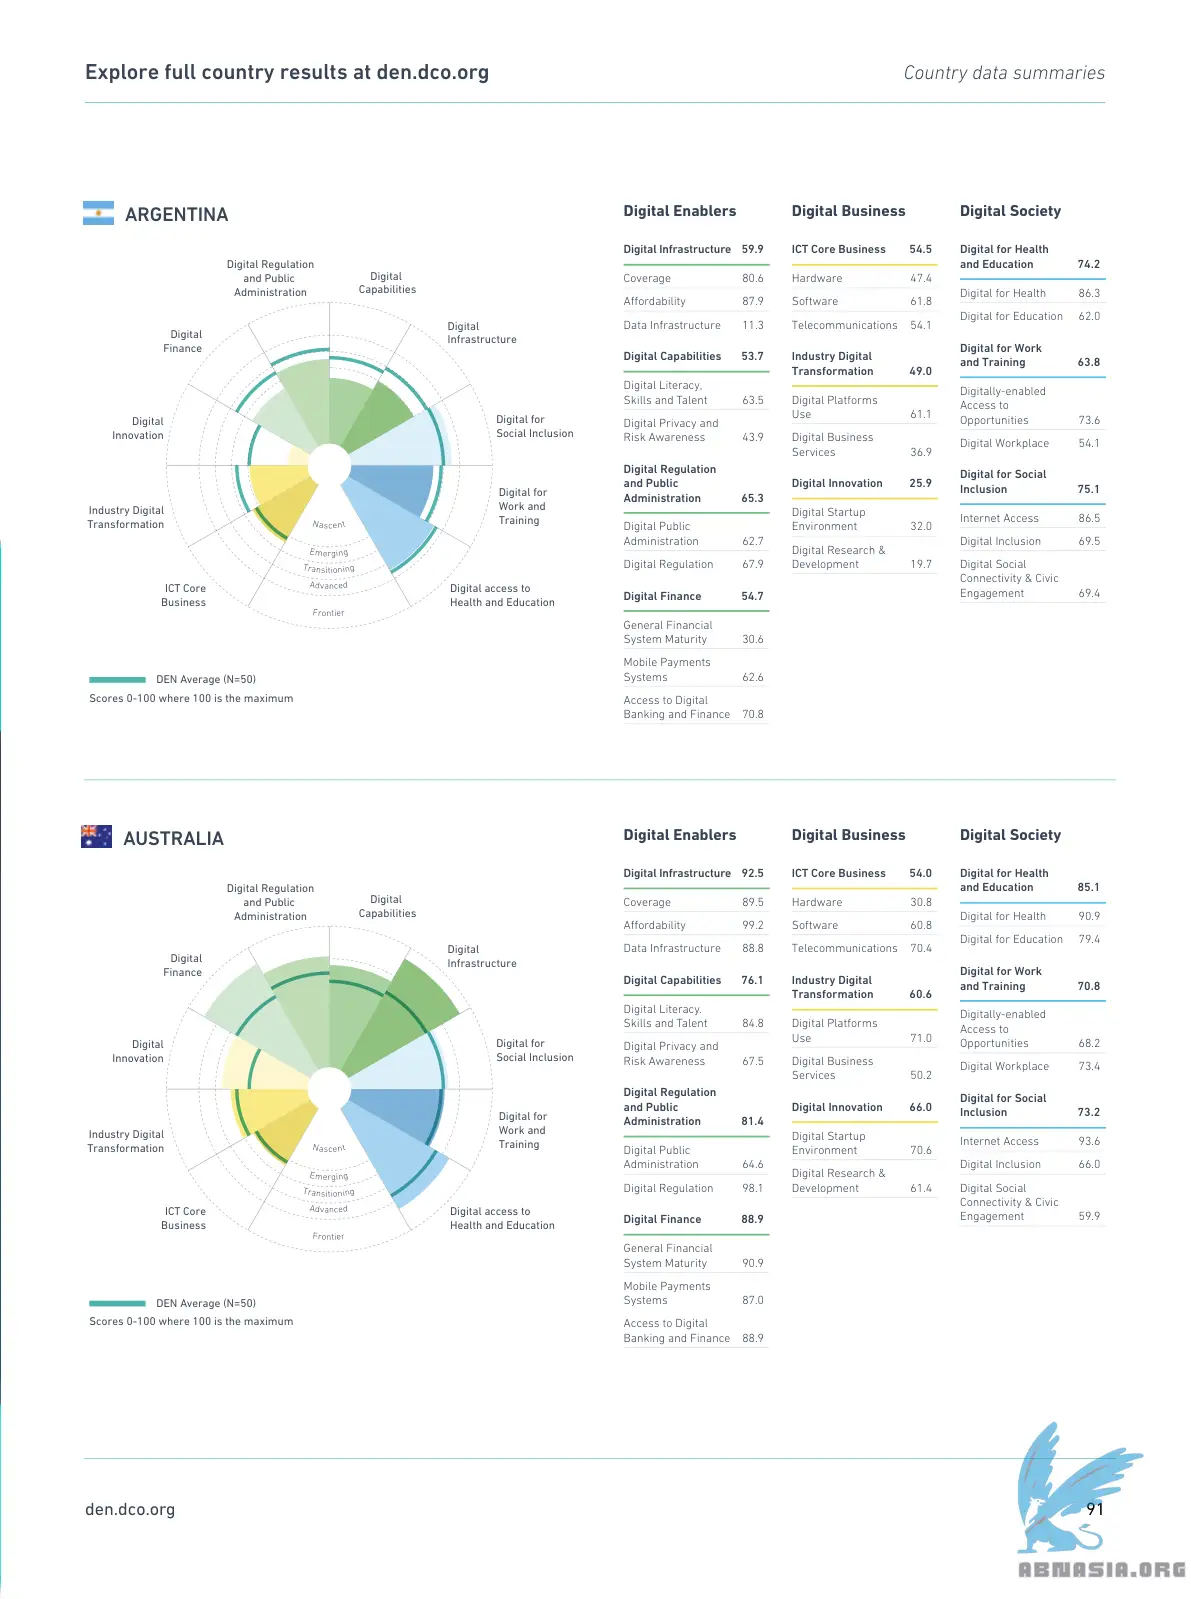 Explore full country results at den.dco.org
Country data summaries
ARGENTINA
Digital Regulation
and Public
Administration
Digital
Capabilities
Digital
Infrastructure
Digital
Finance
Digital for
Social Inclusion
Digital
Innovation
Digital for
Work and
Training
Industry Digital
Transformation
Nascent
Emerging
Transitioning
Advanced
Frontier
ICT Core
Business
Digital access to
Health and Education
DEN Average (N=50)
Scores 0-100 where 100 is the maximum
Digital Enablers
Digital Infrastructure 59.9
Coverage 80.6
Affordability 87.9
Data Infrastructure 11.3
Digital Capabilities 53.7
Digital Literacy,
Skills and Talent 63.5
Digital Privacy and
Risk Awareness 43.9
Digital Regulation
and Public
Administration 65.3
Digital Public
Administration 62.7
Digital Regulation 67.9
Digital Finance 54.7
General Financial
System Maturity 30.6
Mobile Payments
Systems 62.6
Access to Digital
Banking and Finance 70.8
Digital Business
ICT Core Business 54.5
Hardware 47.4
Software 61.8
Telecommunications 54.1
Industry Digital
Transformation 49.0
Digital Platforms
Use 61.1
Digital Business
Services 36.9
Digital Innovation 25.9
Digital Startup
Environment 32.0
Digital Research &
Development 19.7
Digital Society
Digital for Health
and Education 74.2
Digital for Health 86.3
Digital for Education 62.0
Digital for Work
and Training 63.8
Digitally-enabled
Access to
Opportunities 73.6
Digital Workplace 54.1
Digital for Social
Inclusion 75.1
Internet Access 86.5
Digital Inclusion 69.5
Digital Social
Connectivity & Civic
Engagement 69.4
AUSTRALIA
Digital Regulation
and Public
Administration
Digital
Capabilities
Digital
Infrastructure
Digital
Finance
Digital for
Social Inclusion
Digital
Innovation
Digital for
Work and
Training
Industry Digital
Transformation
Nascent
Emerging
Transitioning
Advanced
Frontier
ICT Core
Business
Digital access to
Health and Education
DEN Average (N=50)
Scores 0-100 where 100 is the maximum
Digital Enablers
Digital Infrastructure 92.5
Coverage 89.5
Affordability 99.2
Data Infrastructure 88.8
Digital Capabilities 76.1
Digital Literacy.
Skills and Talent 84.8
Digital Privacy and
Risk Awareness 67.5
Digital Regulation
and Public
Administration 81.4
Digital Public
Administration 64.6
Digital Regulation 98.1
Digital Finance 88.9
General Financial
System Maturity 90.9
Mobile Payments
Systems 87.0
Access to Digital
Banking and Finance 88.9
Digital Business
ICT Core Business 54.0
Hardware 30.8
Software 60.8
Telecommunications 70.4
Industry Digital
Transformation 60.6
Digital Platforms
Use 71.0
Digital Business
Services 50.2
Digital Innovation 66.0
Digital Startup
Environment 70.6
Digital Research &
Development 61.4
Digital Society
Digital for Health
and Education 85.1
Digital for Health 90.9
Digital for Education 79.4
Digital for Work
and Training 70.8
Digitally-enabled
Access to
Opportunities 68.2
Digital Workplace 73.4
Digital for Social
Inclusion 73.2
Internet Access 93.6
Digital Inclusion 66.0
Digital Social
Connectivity & Civic
Engagement 59.9
den.dco.org
91
ABNASIA.ORG